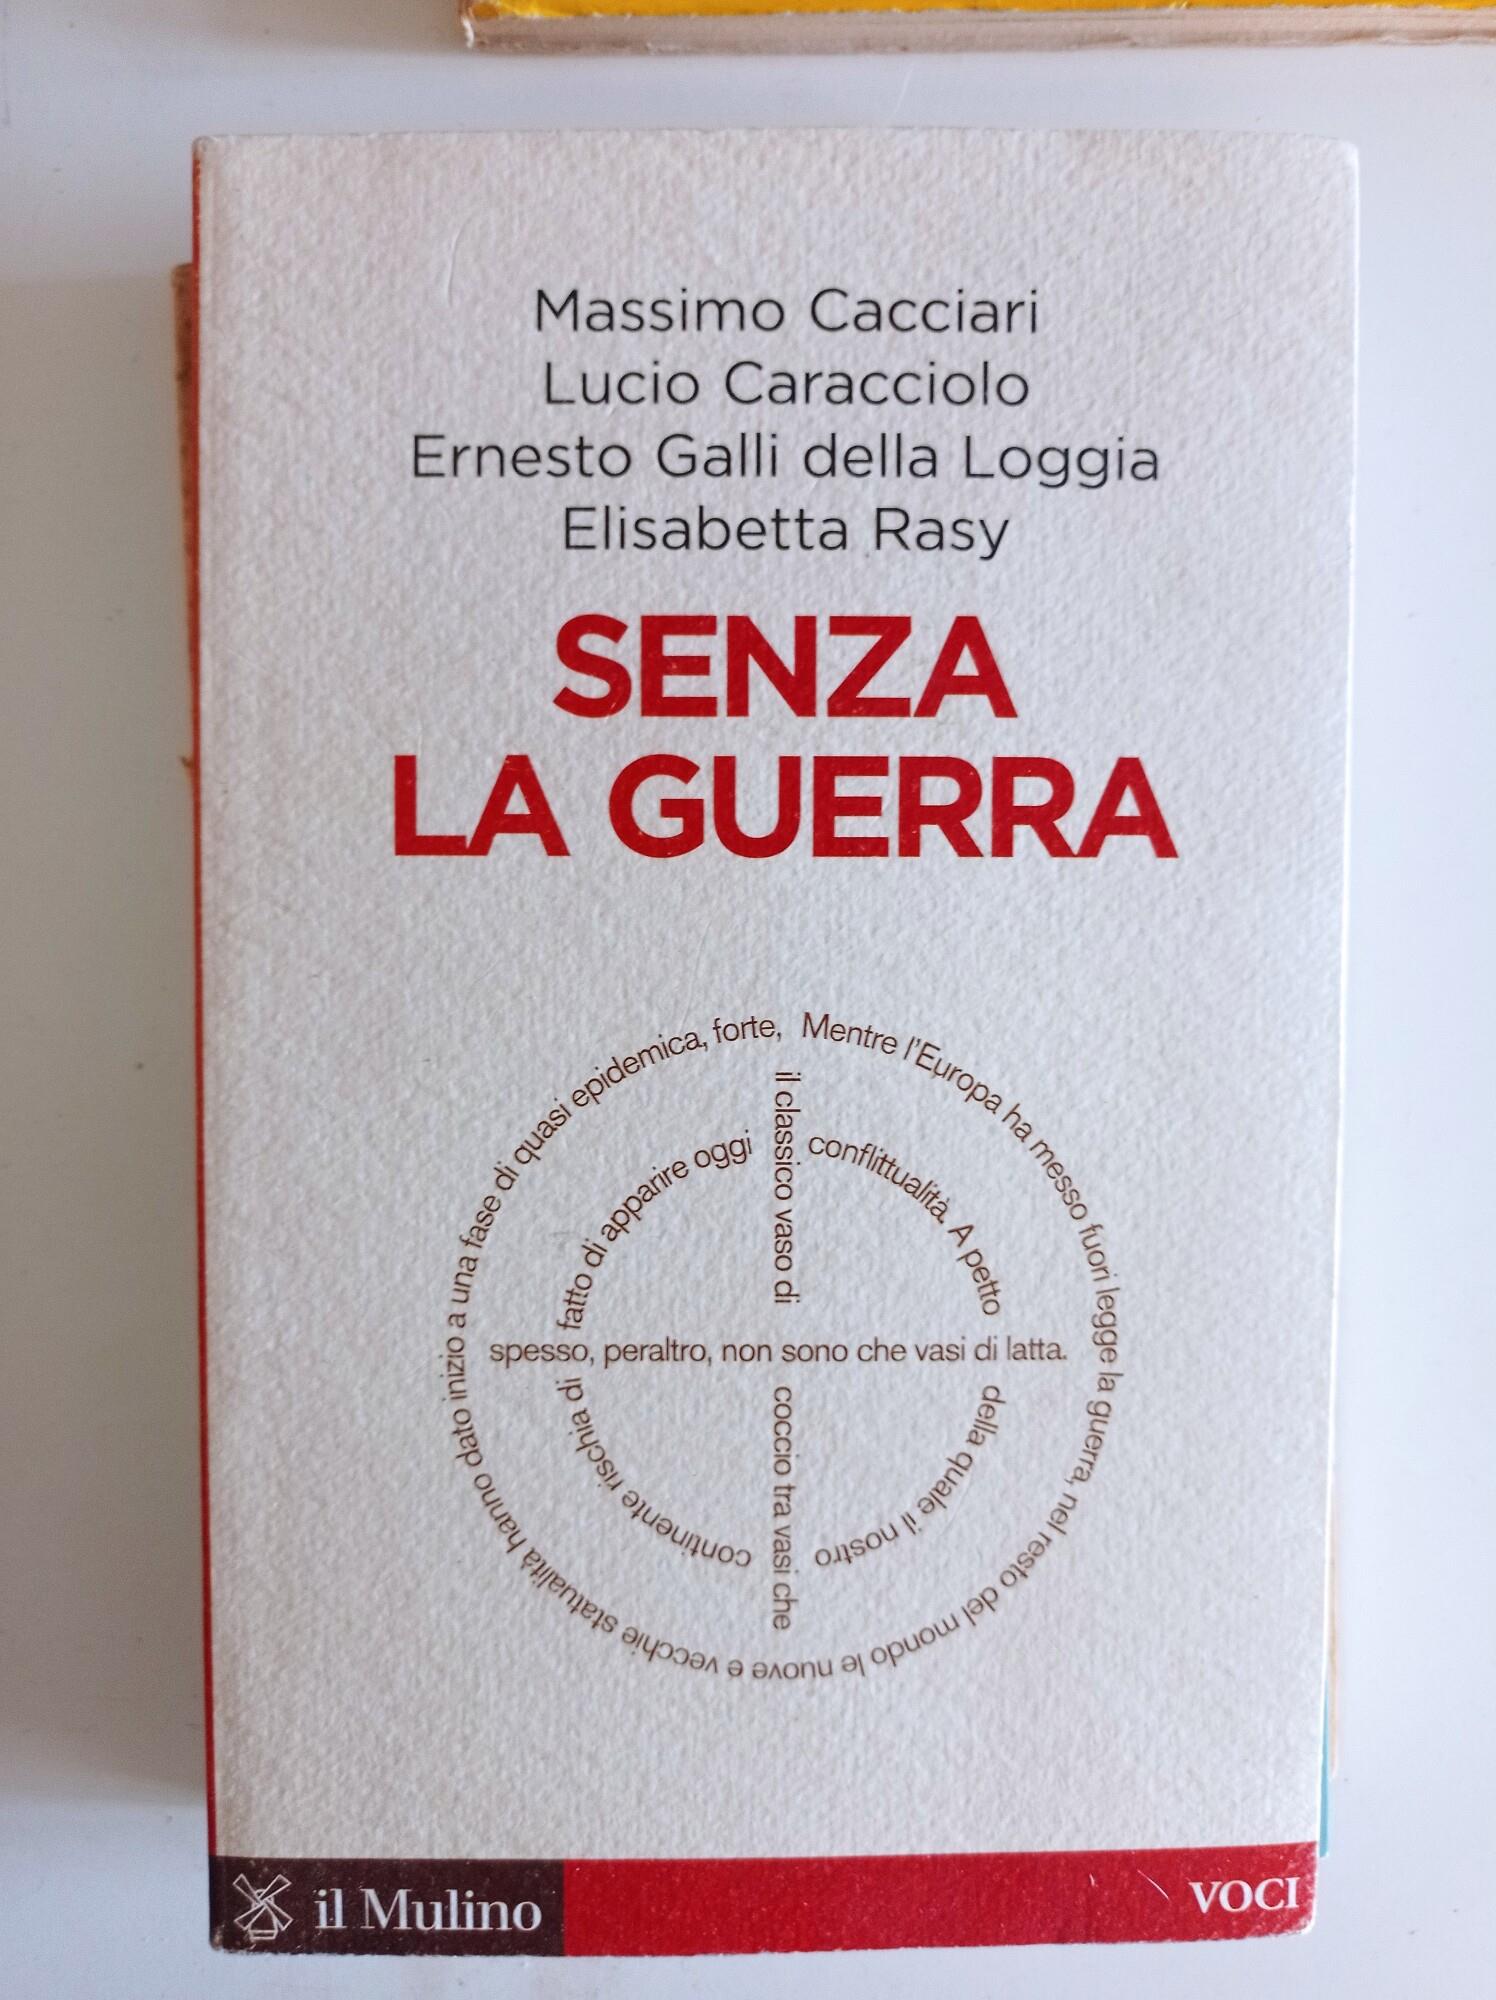 Massimo Cacciari
Lucio Caracciolo
Ernesto Galli della Loggia
Elisabetta Rasy
SENZA
LA GUERRA
Mentre l'Europa ha messo fuori legge la guerra, nel resto del mondo le nuove e vecchie statualità hanno dato inizio a una fase di quasi epidemica, forte,
conflittualità. A petto
della quale il nostro
continente rischia di
fatto di apparire oggi
il classico vaso di
coccio tra vasi che
spesso, peraltro, non sono che vasi di latta.
il Mulino
VOCI